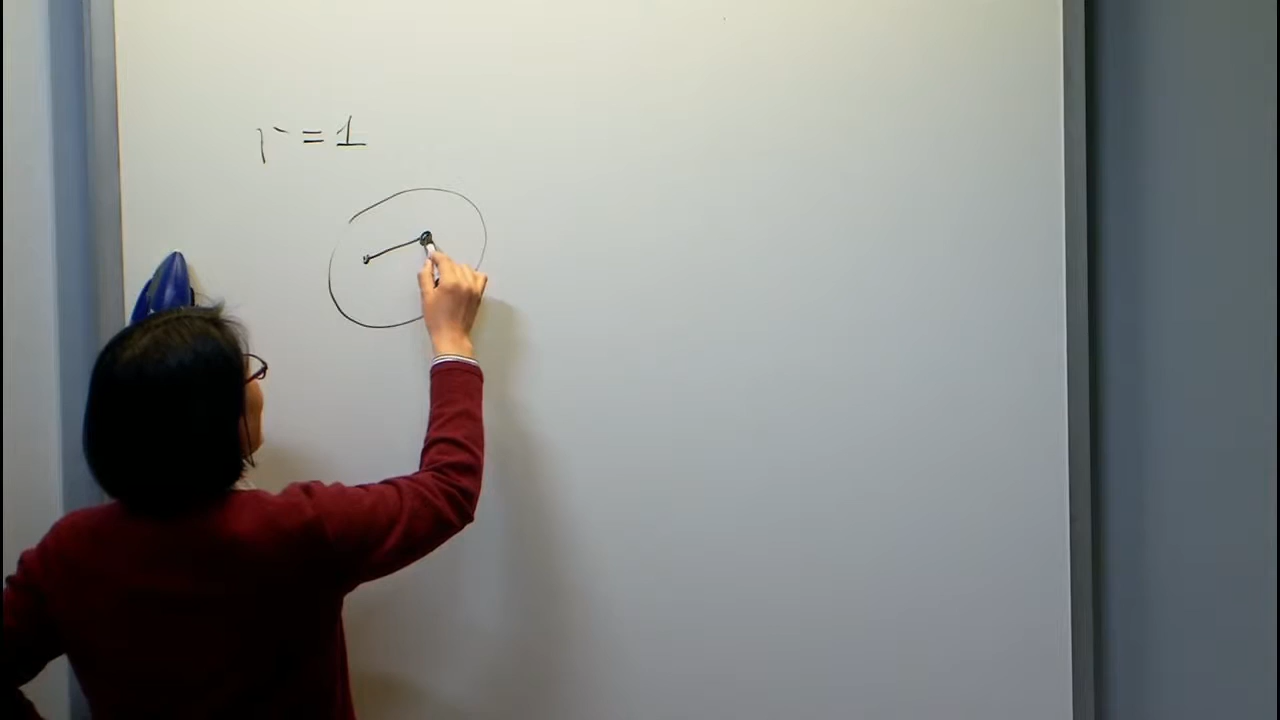 r = 1